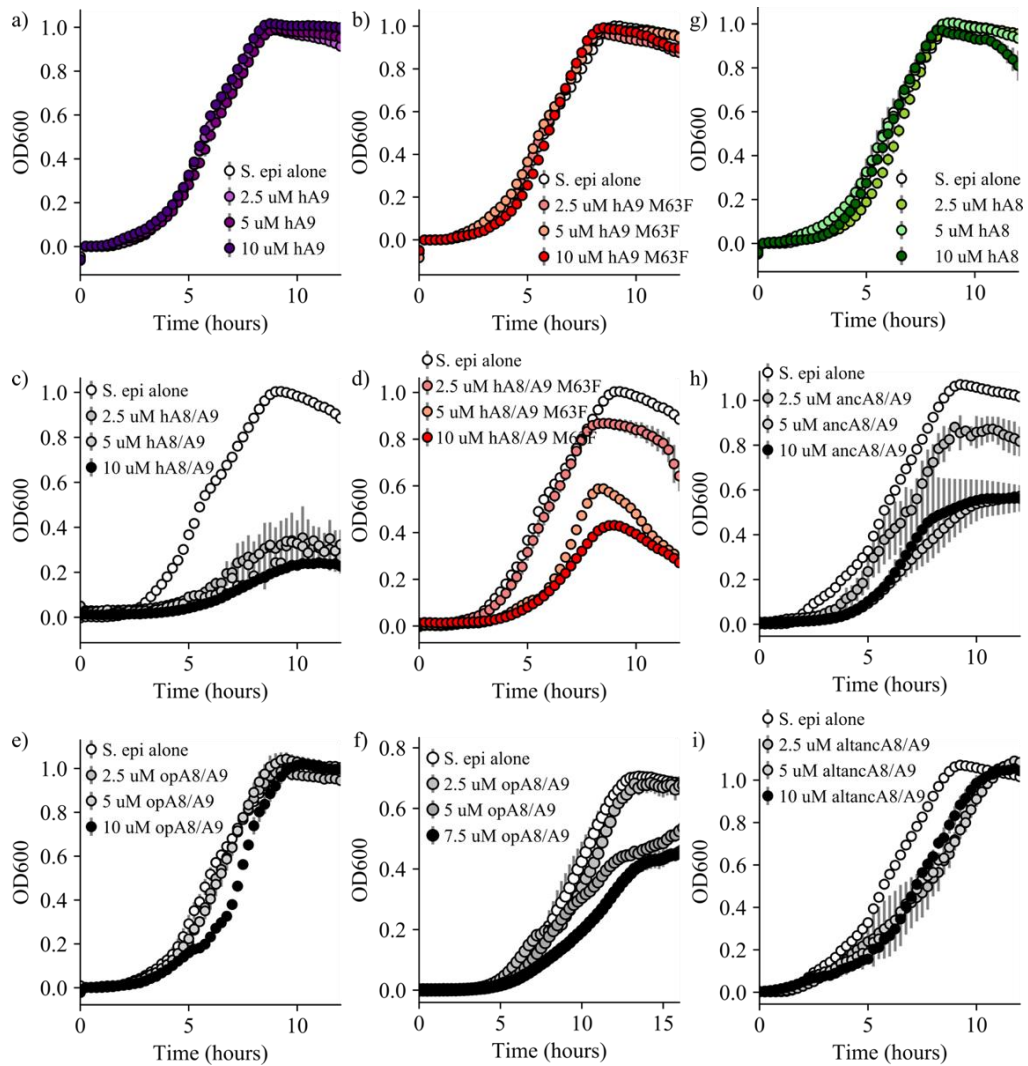 a)
OD600
1.0
0.8
0.6
0.4
0.2
0.0
S. epi alone
2.5 uM hA9
5 uM hA9
10 uM hA9
0
5
10
Time (hours)
b)
OD600
1.0
0.8
0.6
0.4
0.2
0.0
S. epi alone
2.5 uM hA9 M63F
5 uM hA9 M63F
10 uM hA9 M63F
0
5
10
Time (hours)
g)
OD600
1.0
0.8
0.6
0.4
0.2
0.0
S. epi alone
2.5 uM hA8
5 uM hA8
10 uM hA8
0
5
10
Time (hours)
c)
OD600
1.0
0.8
0.6
0.4
0.2
0.0
S. epi alone
2.5 uM hA8/A9
5 uM hA8/A9
10 uM hA8/A9
0
5
10
Time (hours)
d)
OD600
1.0
0.8
0.6
0.4
0.2
0.0
S. epi alone
2.5 uM hA8/A9 M63F
5 uM hA8/A9 M63F
10 uM hA8/A9 M63F
0
5
10
Time (hours)
h)
OD600
1.0
0.8
0.6
0.4
0.2
0.0
S. epi alone
2.5 uM ancA8/A9
5 uM ancA8/A9
10 uM ancA8/A9
0
5
10
Time (hours)
e)
OD600
1.0
0.8
0.6
0.4
0.2
0.0
S. epi alone
2.5 uM opA8/A9
5 uM opA8/A9
10 uM opA8/A9
0
5
10
Time (hours)
f)
OD600
0.8
0.6
0.4
0.2
0.0
S. epi alone
2.5 uM opA8/A9
5 uM opA8/A9
7.5 uM opA8/A9
0
5
10
15
Time (hours)
i)
OD600
1.0
0.8
0.6
0.4
0.2
0.0
S. epi alone
2.5 uM altancA8/A9
5 uM altancA8/A9
10 uM altancA8/A9
0
5
10
Time (hours)